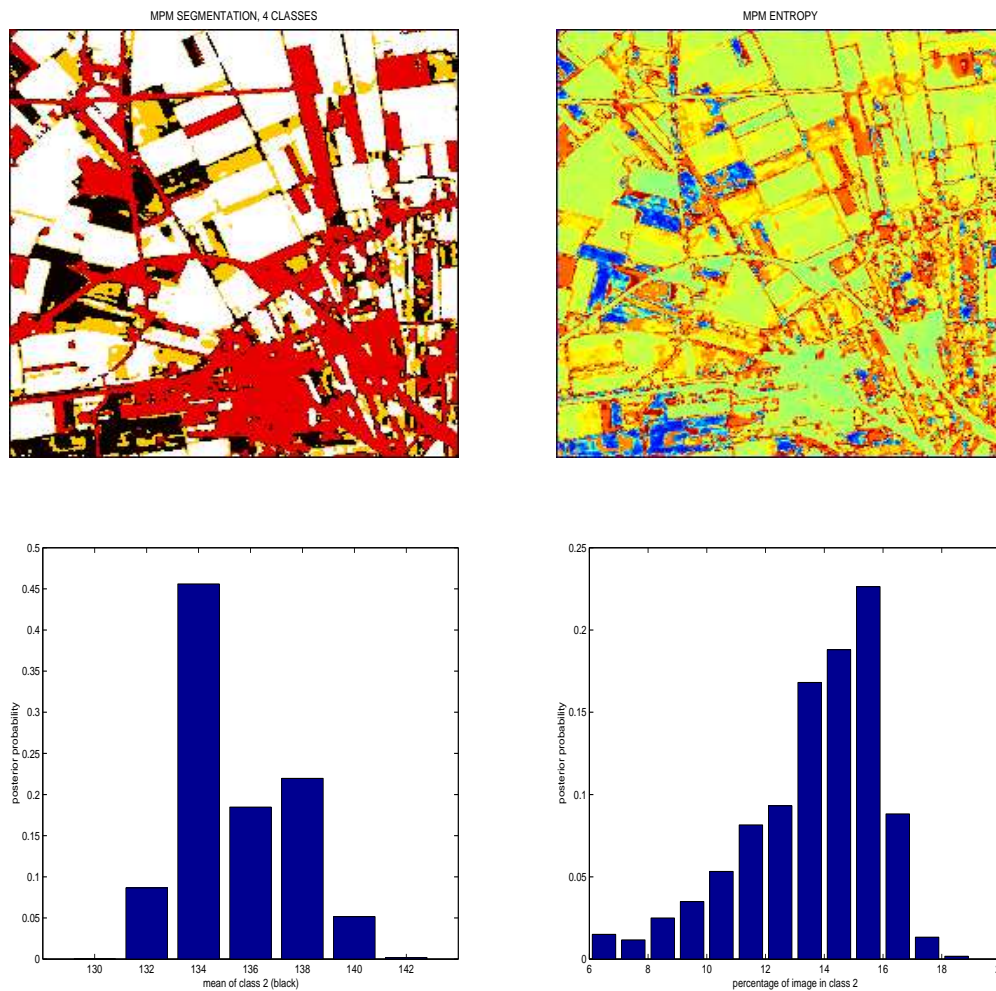 MPM SEGMENTATION, 4 CLASSES
MPM ENTROPY
0.5
0.45
0.4
0.35
0.3
0.25
0.2
0.15
0.1
0.05
0
posterior probability
130 132 134 136 138 140 142
mean of class 2 (black)
0.25
0.2
0.15
0.1
0.05
0
posterior probability
6 8 10 12 14 16 18
percentage of image in class 2